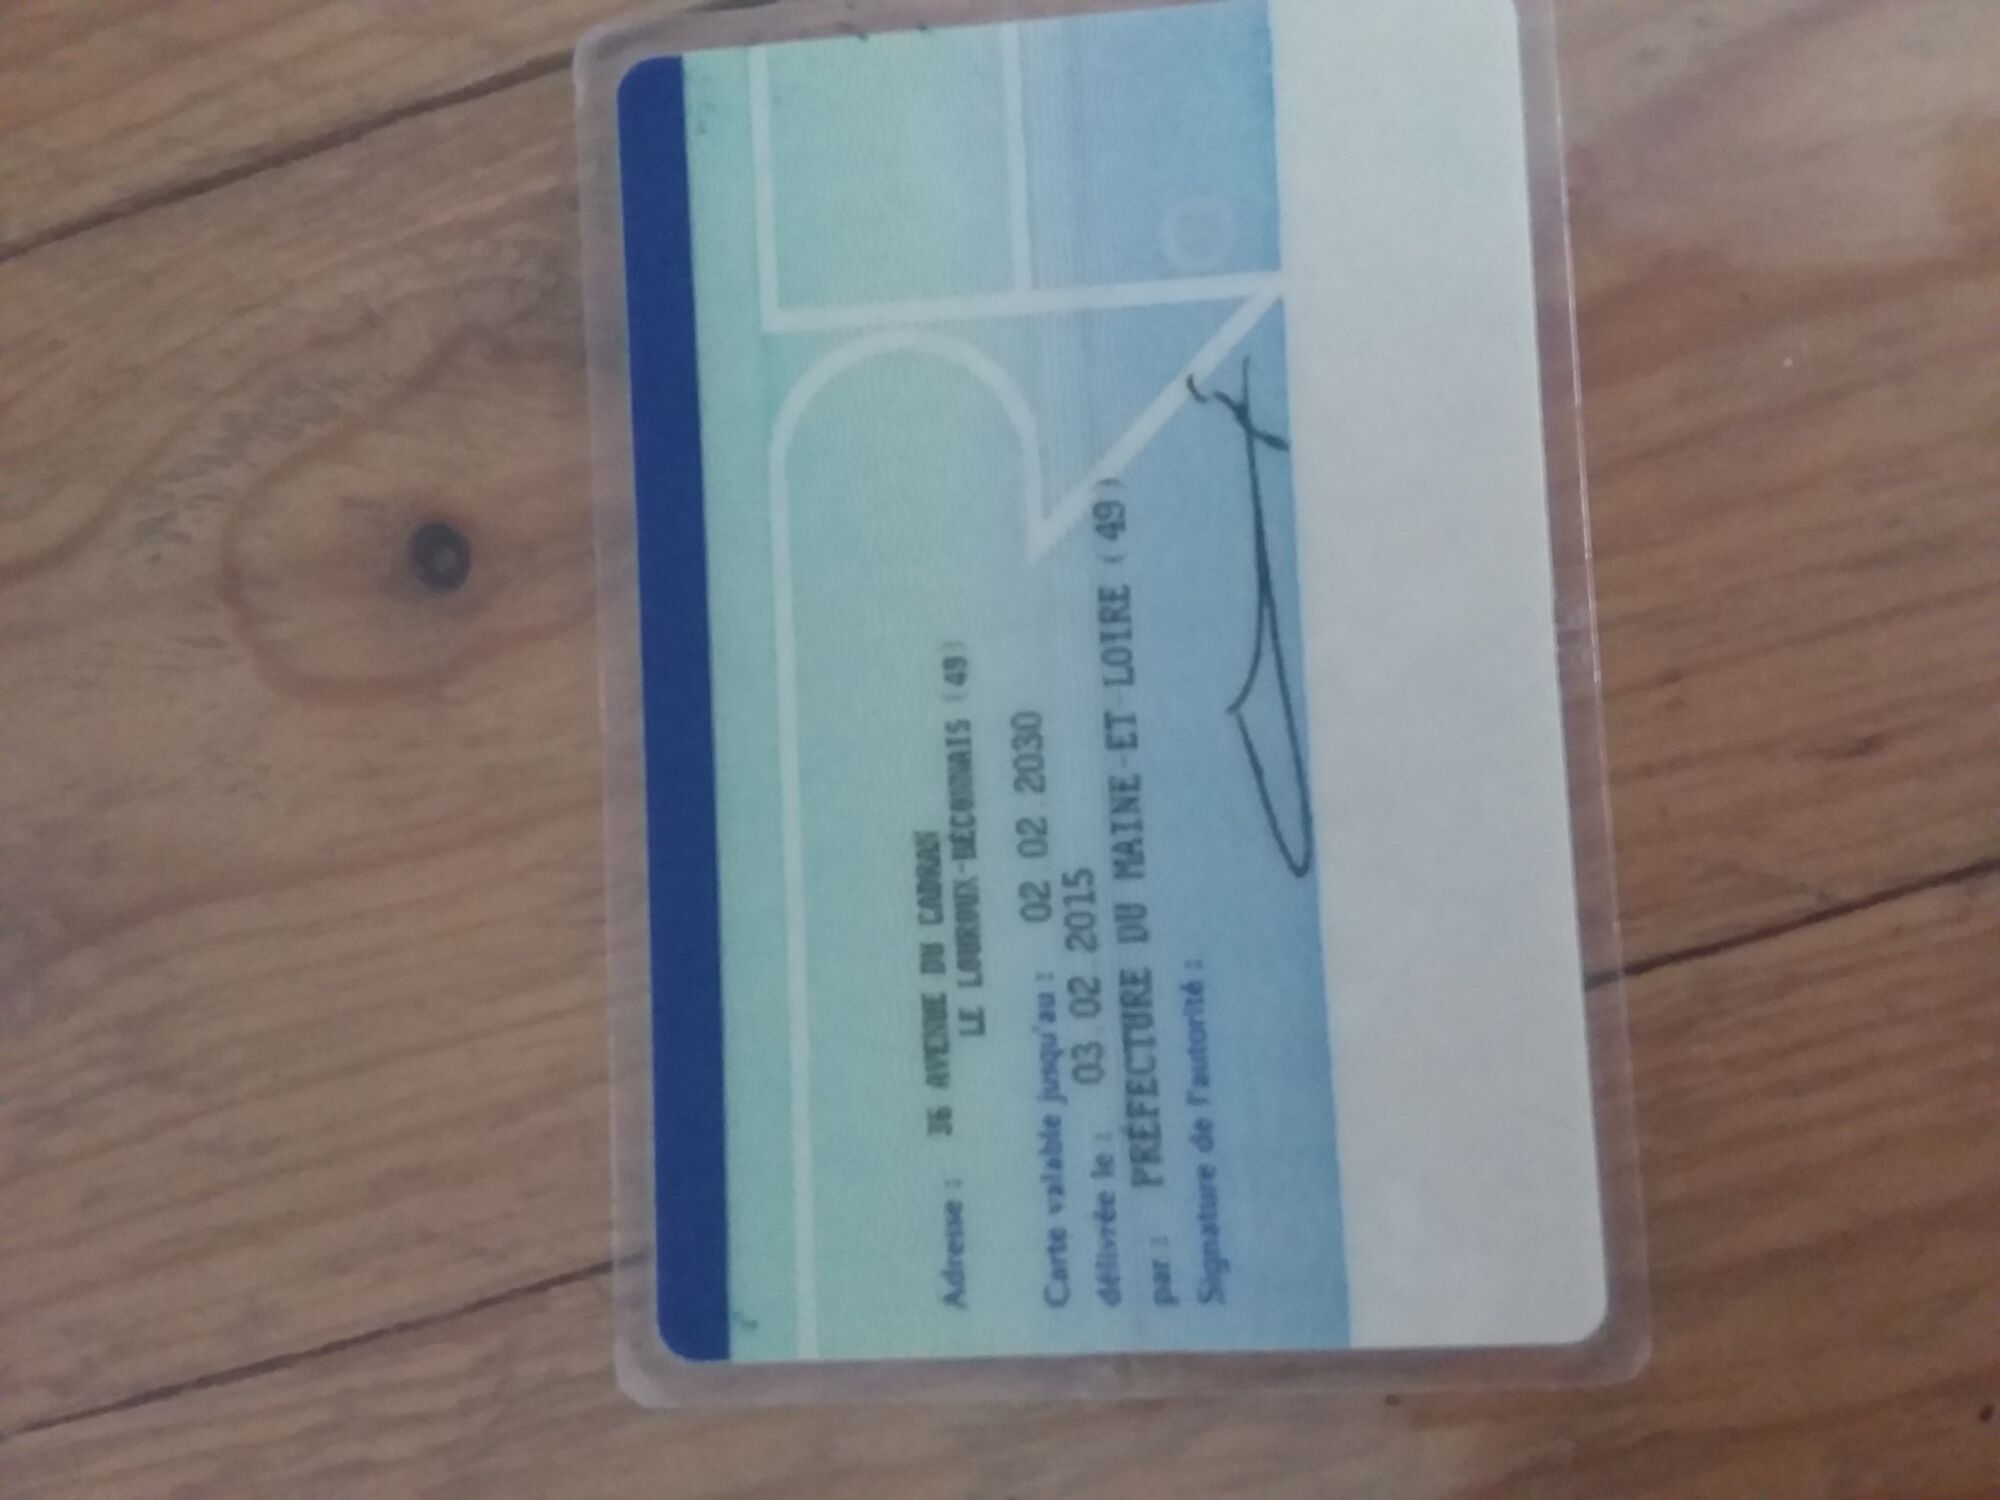 Adresse : 36 AVENUE DU CADRAN
LE LOUROUX-BÉCONNAIS (49)
Carte valable jusqu'au : 02.02.2030
délivrée le : 03.02.2015
par : PRÉFECTURE DU MAINE-ET-LOIRE (49)
Signature de l'autorité :